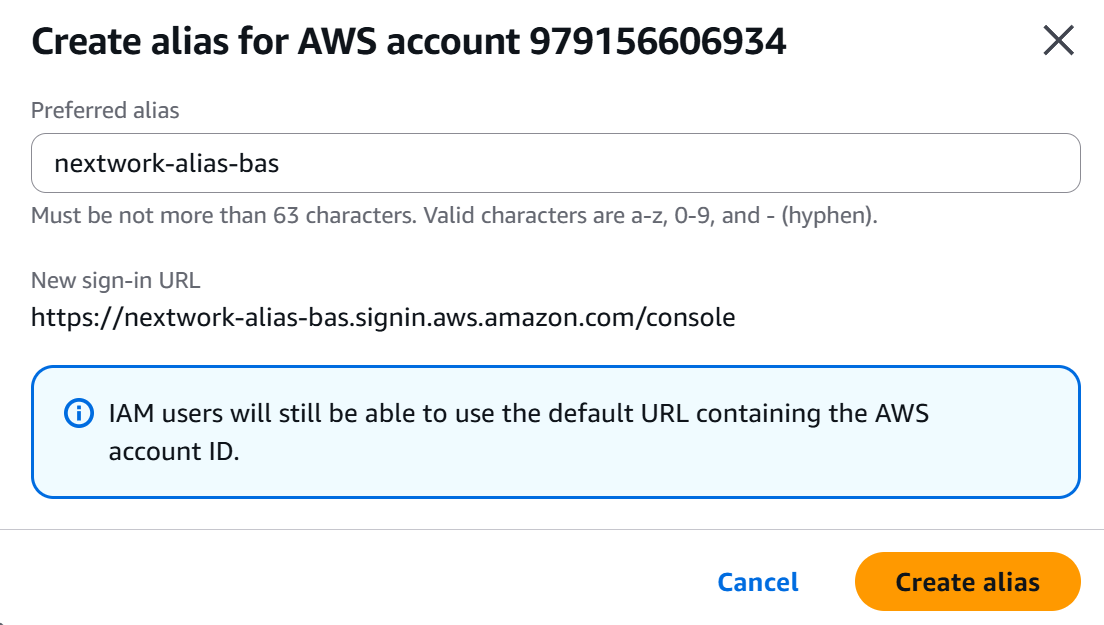 Create alias for AWS account 979156606934
Preferred alias
nextwork-alias-bas
Must be not more than 63 characters. Valid characters are a-z, 0-9, and - (hyphen).
New sign-in URL
https://nextwork-alias-bas.signin.aws.amazon.com/console
IAM users will still be able to use the default URL containing the AWS
account ID.
Cancel
Create alias